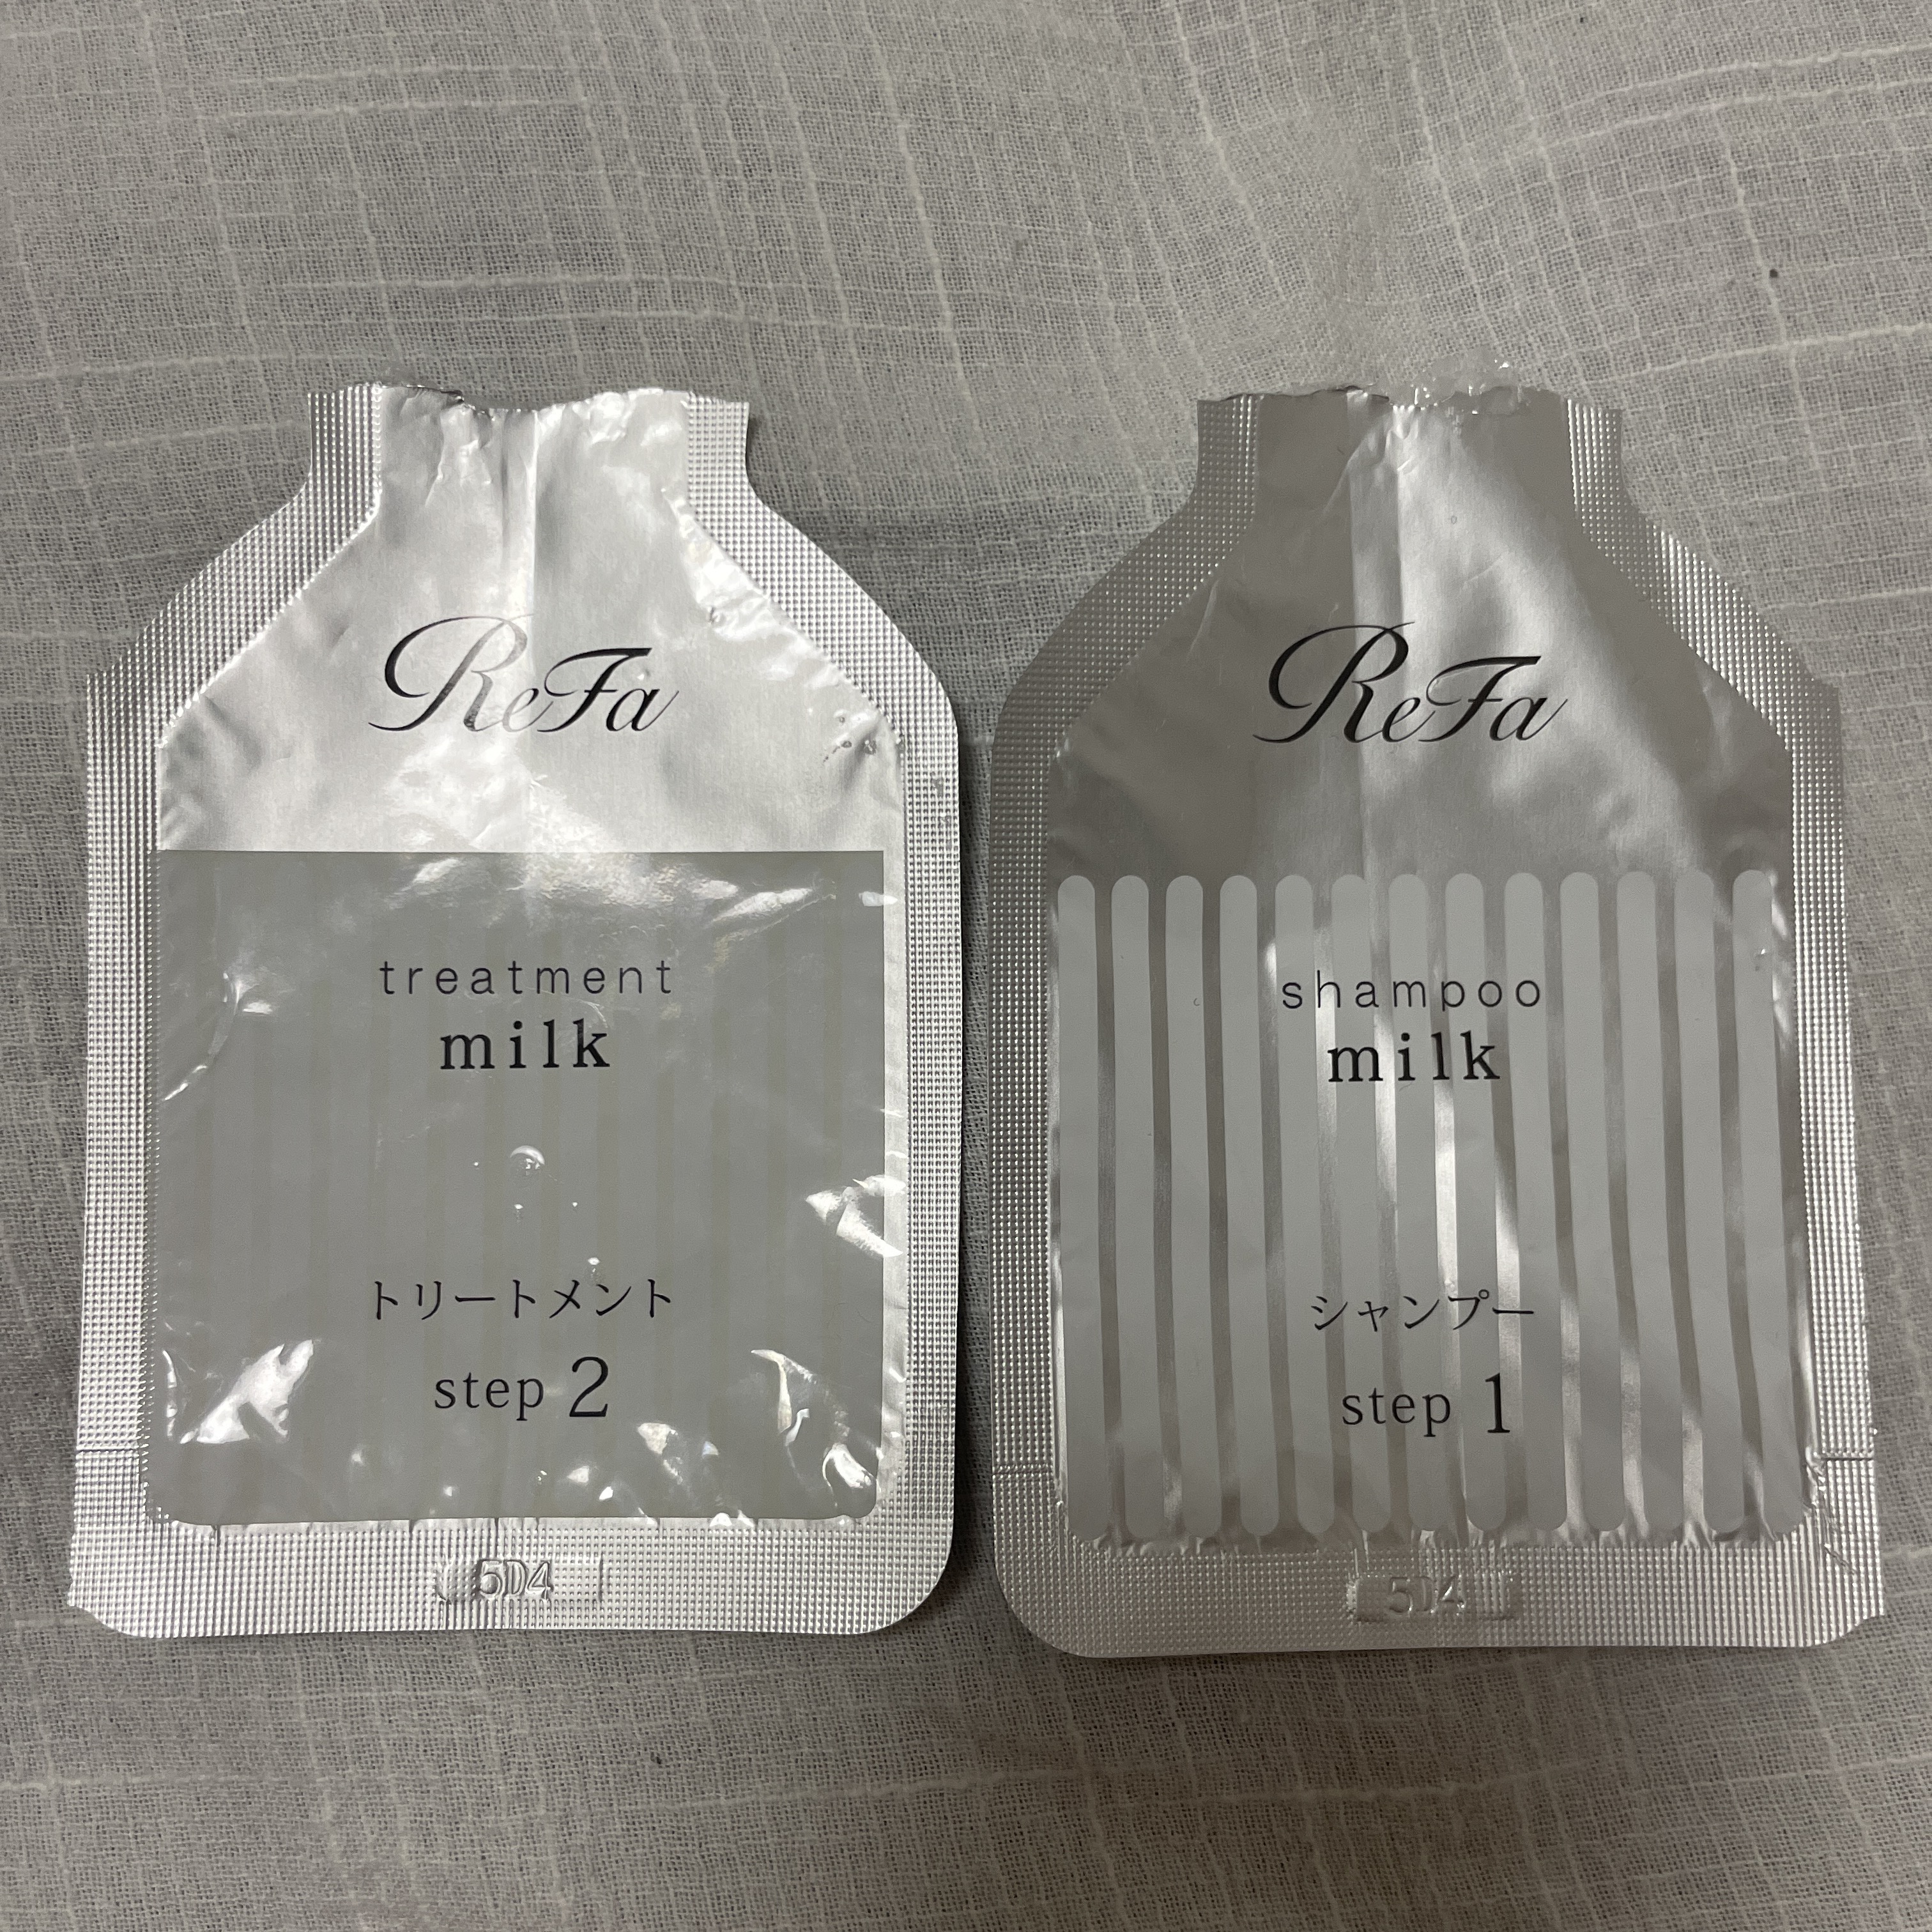 ReFa
treatment
milk
トリートメント
step 2
5D4
ReFa
shampoo
milk
シャンプー
step 1
5D4